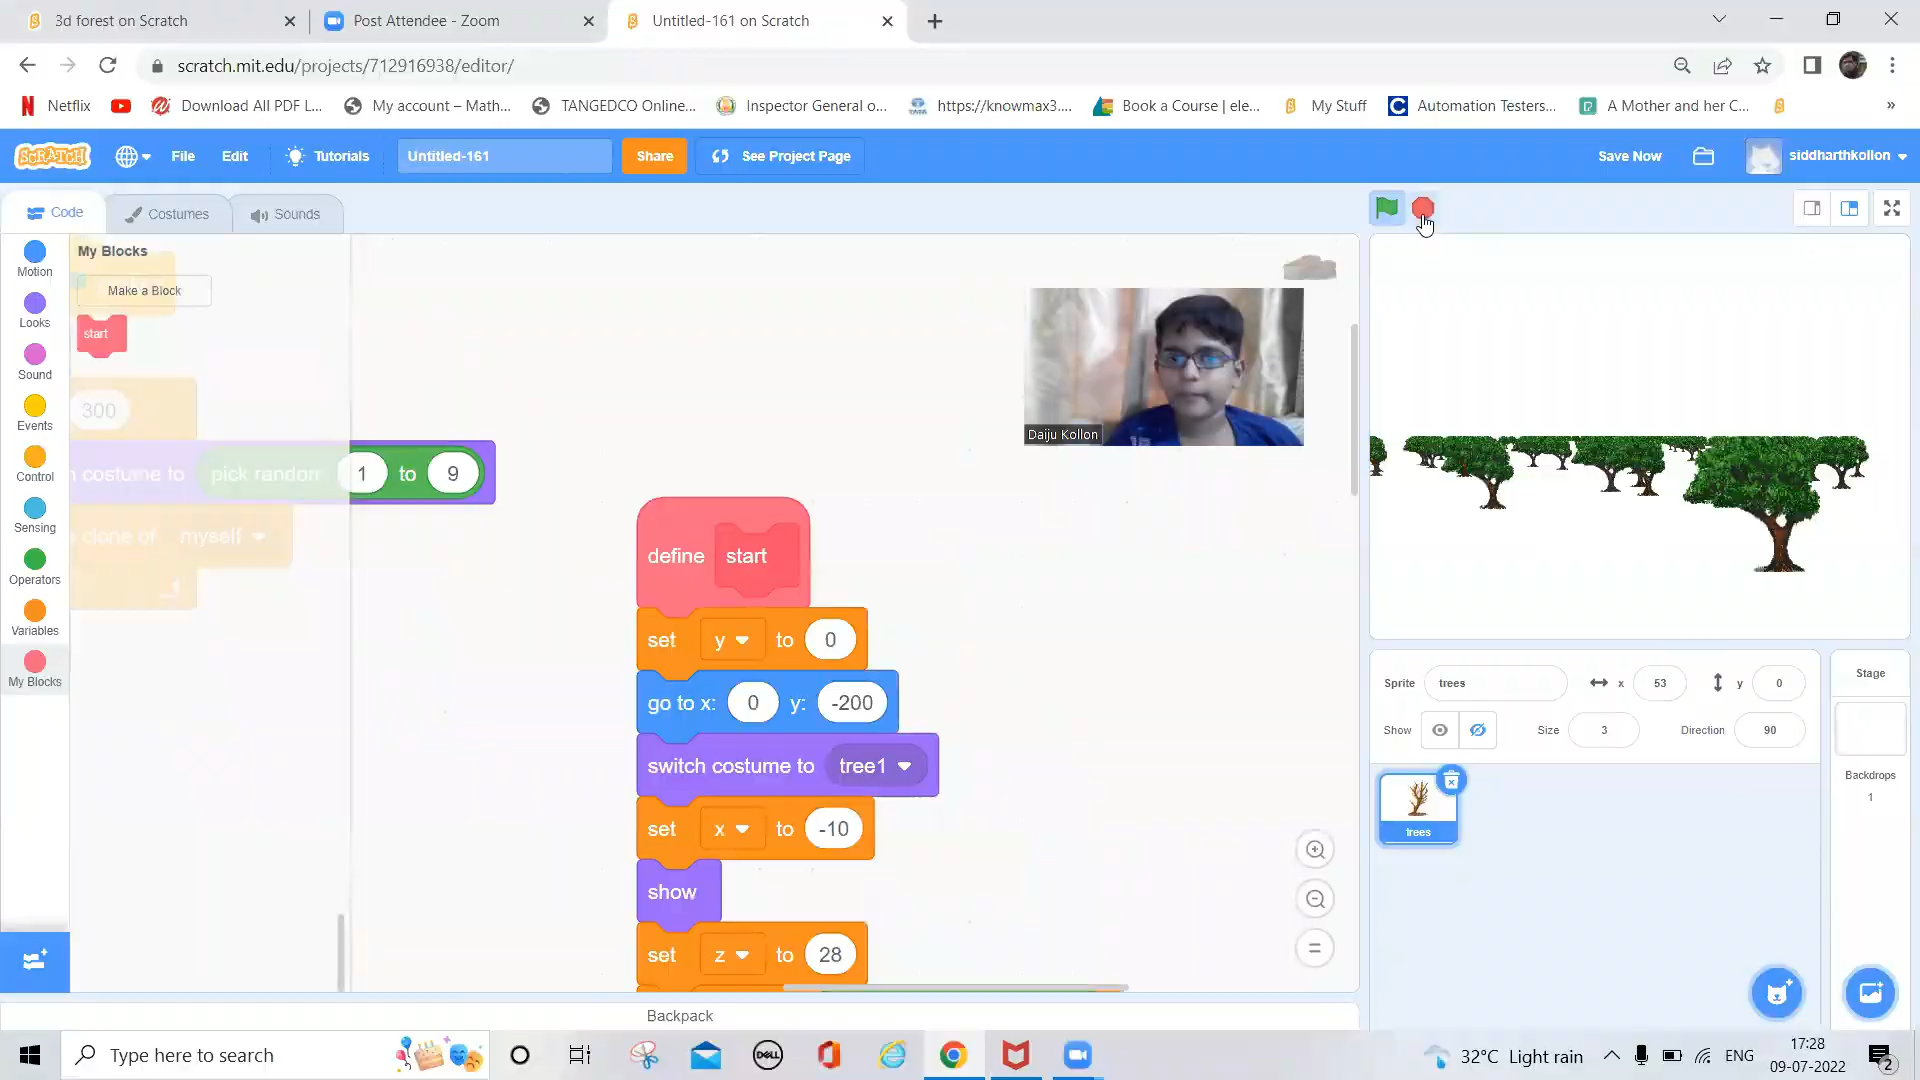 3d forest on Scratch
Post Attendee - Zoom
Untitled-161 on Scratch
scratch.mit.edu/projects/712916938/editor/
Netflix
Download All PDF L...
My account – Math...
TANGEDCO Online...
Inspector General o...
https://knowmax3....
Book a Course | ele...
My Stuff
Automation Testers...
A Mother and her C...
»
SCRATCH
File
Edit
Tutorials
Untitled-161
Share
See Project Page
Save Now
siddharthkollon
Code
Costumes
Sounds
Motion
Looks
Sound
Events
Control
Sensing
Operators
Variables
My Blocks
My Blocks
Make a Block
start
300
costume to pick random 1 to 9
clone of myself
define start
set y to 0
go to x: 0 y: -200
switch costume to tree1
set x to -10
show
set z to 28
Daiju Kollon
Backpack
Sprite trees x 53 y 0
Show Size 3 Direction 90
trees
Stage
Backdrops
1
Type here to search
DELL
32°C Light rain
ENG
17:28
09-07-2022
2